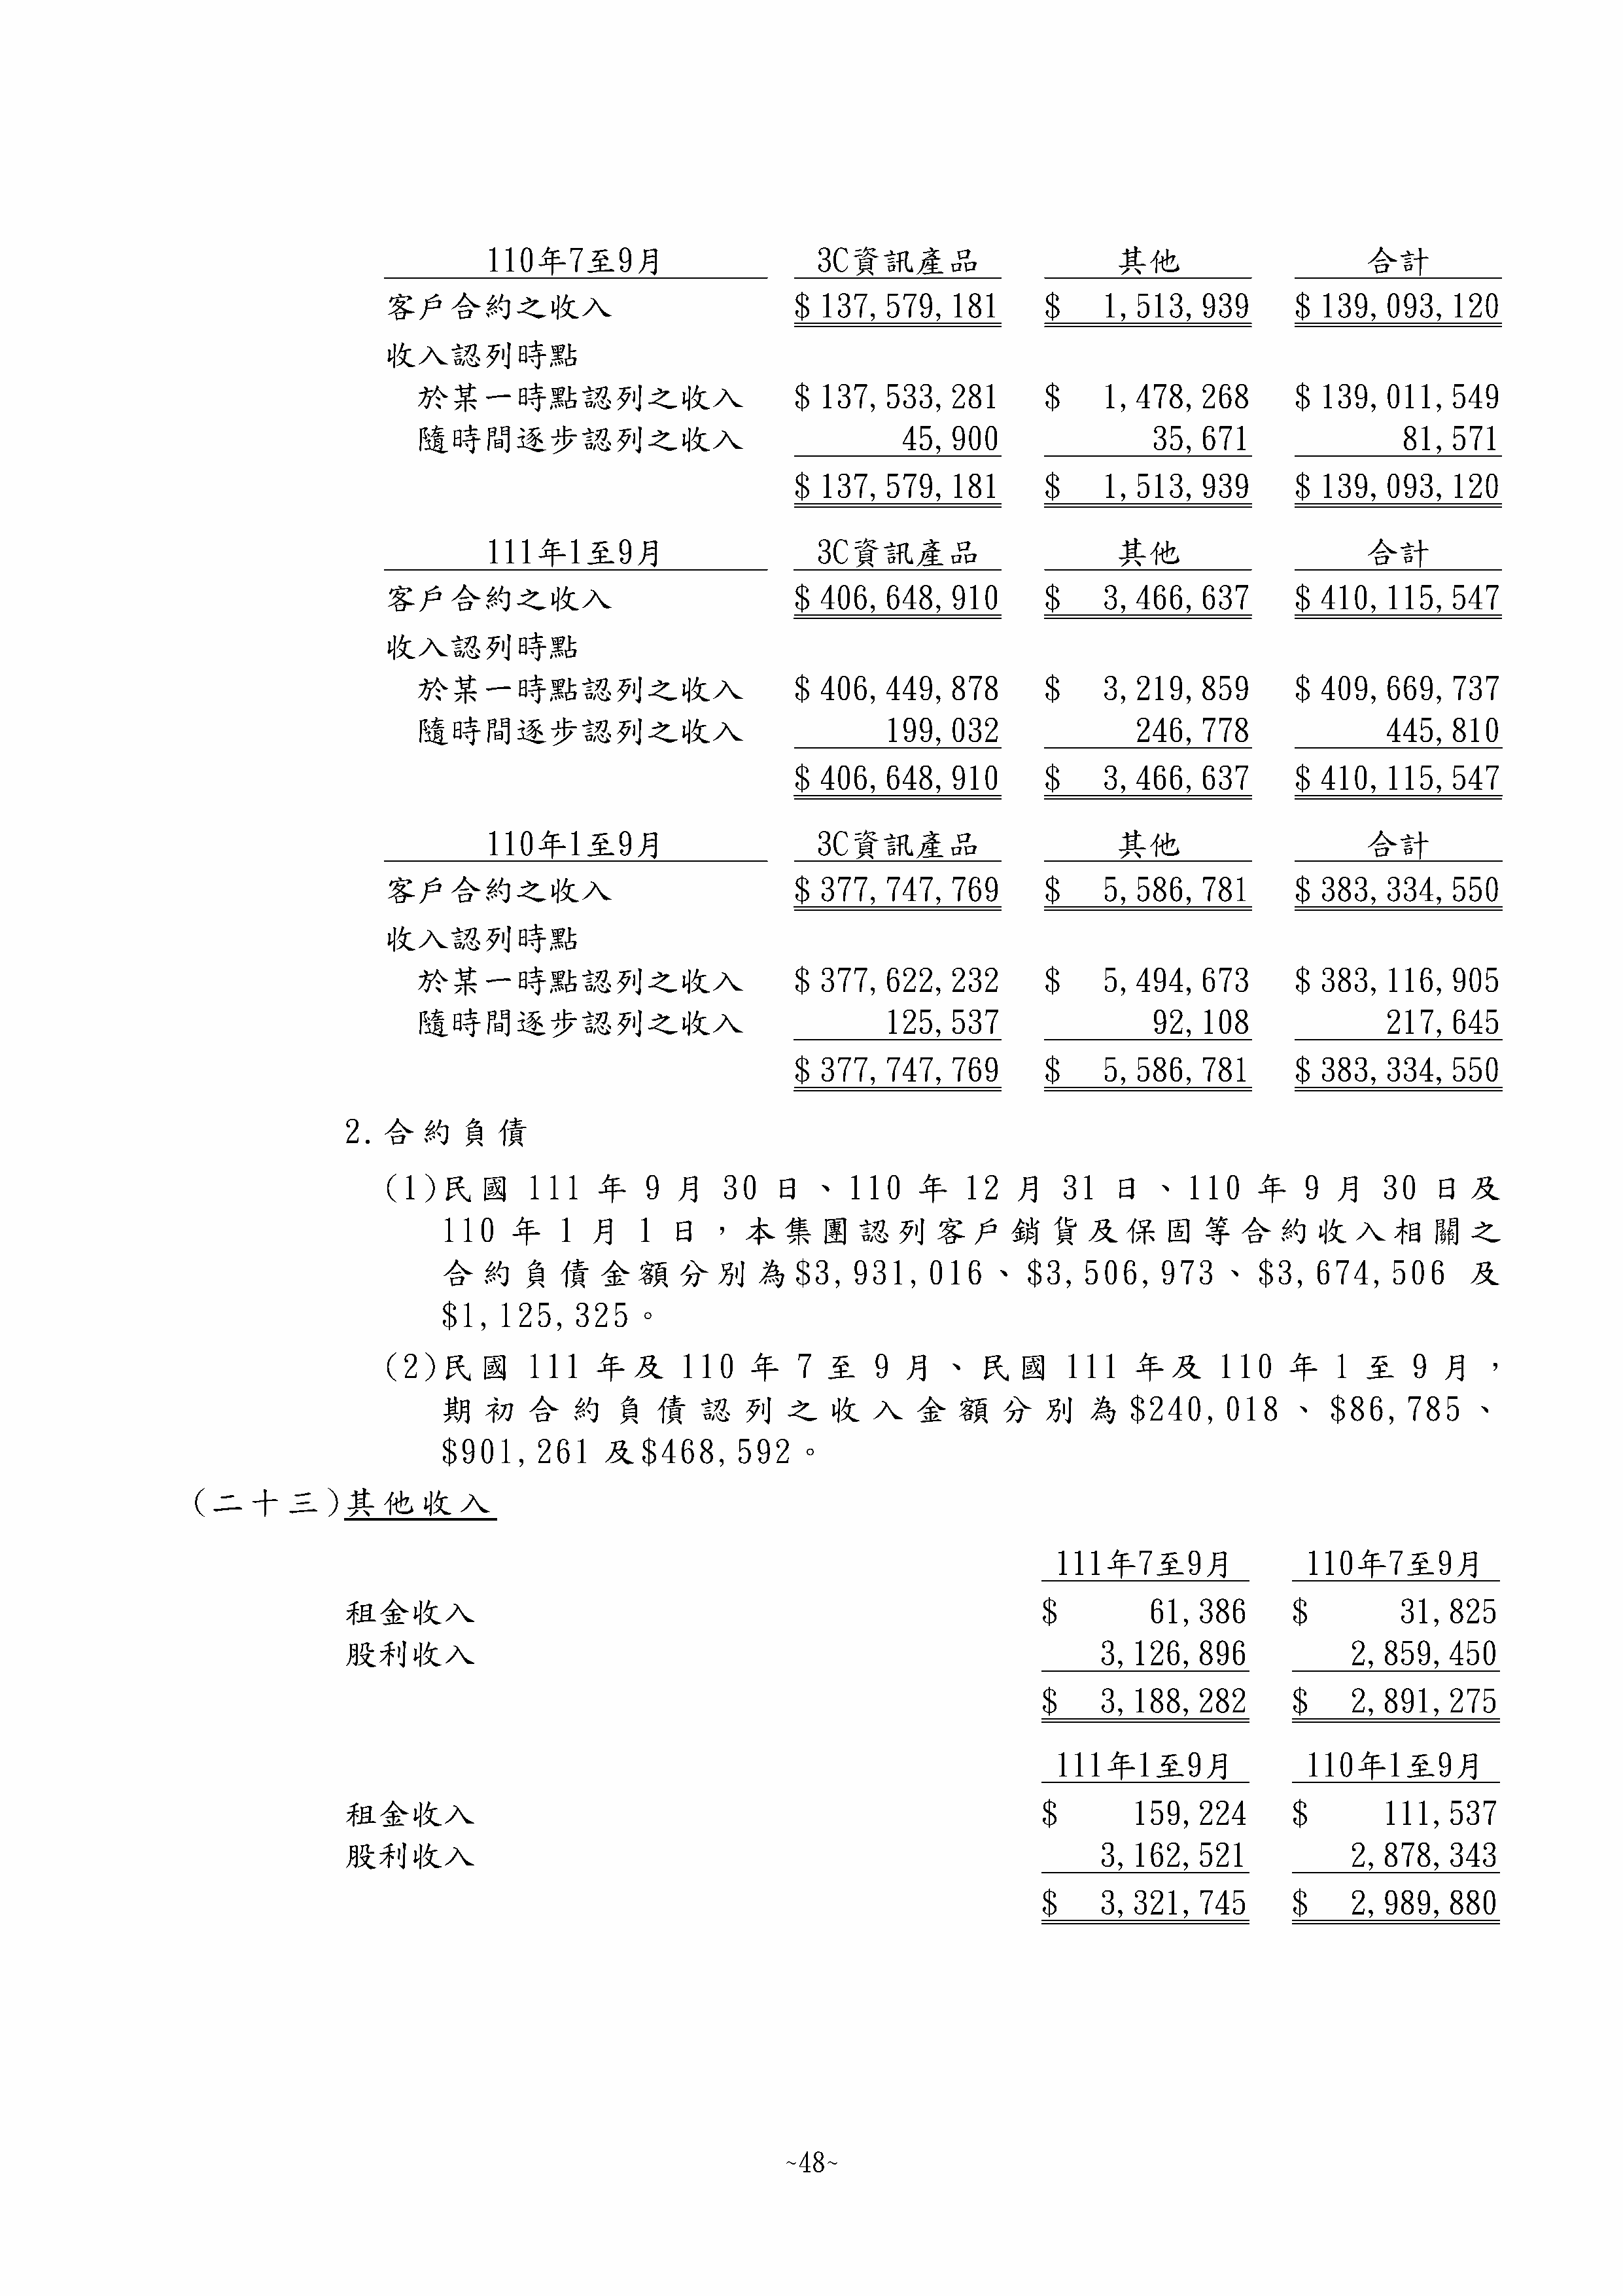 110年7至9月 3C資訊產品 其他 合計
客戶合約之收入 $ 137,579,181 $ 1,513,939 $ 139,093,120
收入認列時點
於某一時點認列之收入 $ 137,533,281 $ 1,478,268 $ 139,011,549
隨時間逐步認列之收入 45,900 35,671 81,571
$ 137,579,181 $ 1,513,939 $ 139,093,120
111年1至9月 3C資訊產品 其他 合計
客戶合約之收入 $ 406,648,910 $ 3,466,637 $ 410,115,547
收入認列時點
於某一時點認列之收入 $ 406,449,878 $ 3,219,859 $ 409,669,737
隨時間逐步認列之收入 199,032 246,778 445,810
$ 406,648,910 $ 3,466,637 $ 410,115,547
110年1至9月 3C資訊產品 其他 合計
客戶合約之收入 $ 377,747,769 $ 5,586,781 $ 383,334,550
收入認列時點
於某一時點認列之收入 $ 377,622,232 $ 5,494,673 $ 383,116,905
隨時間逐步認列之收入 125,537 92,108 217,645
$ 377,747,769 $ 5,586,781 $ 383,334,550
2.合約負債
(1)民國 111 年 9 月 30 日、110 年 12 月 31 日、110 年 9 月 30 日及
110 年 1 月 1 日，本集團認列客戶銷貨及保固等合約收入相關之
合約負債金額分別為$3,931,016、$3,506,973、$3,674,506 及
$1,125,325。
(2)民國 111 年及 110 年 7 至 9 月、民國 111 年及 110 年 1 至 9 月，
期初合約負債認列之收入金額分別為$240,018、$86,785、
$901,261 及$468,592。
(二十三)其他收入
111年7至9月 110年7至9月
租金收入 $ 61,386 $ 31,825
股利收入 3,126,896 2,859,450
$ 3,188,282 $ 2,891,275
111年1至9月 110年1至9月
租金收入 $ 159,224 $ 111,537
股利收入 3,162,521 2,878,343
$ 3,321,745 $ 2,989,880
~48~